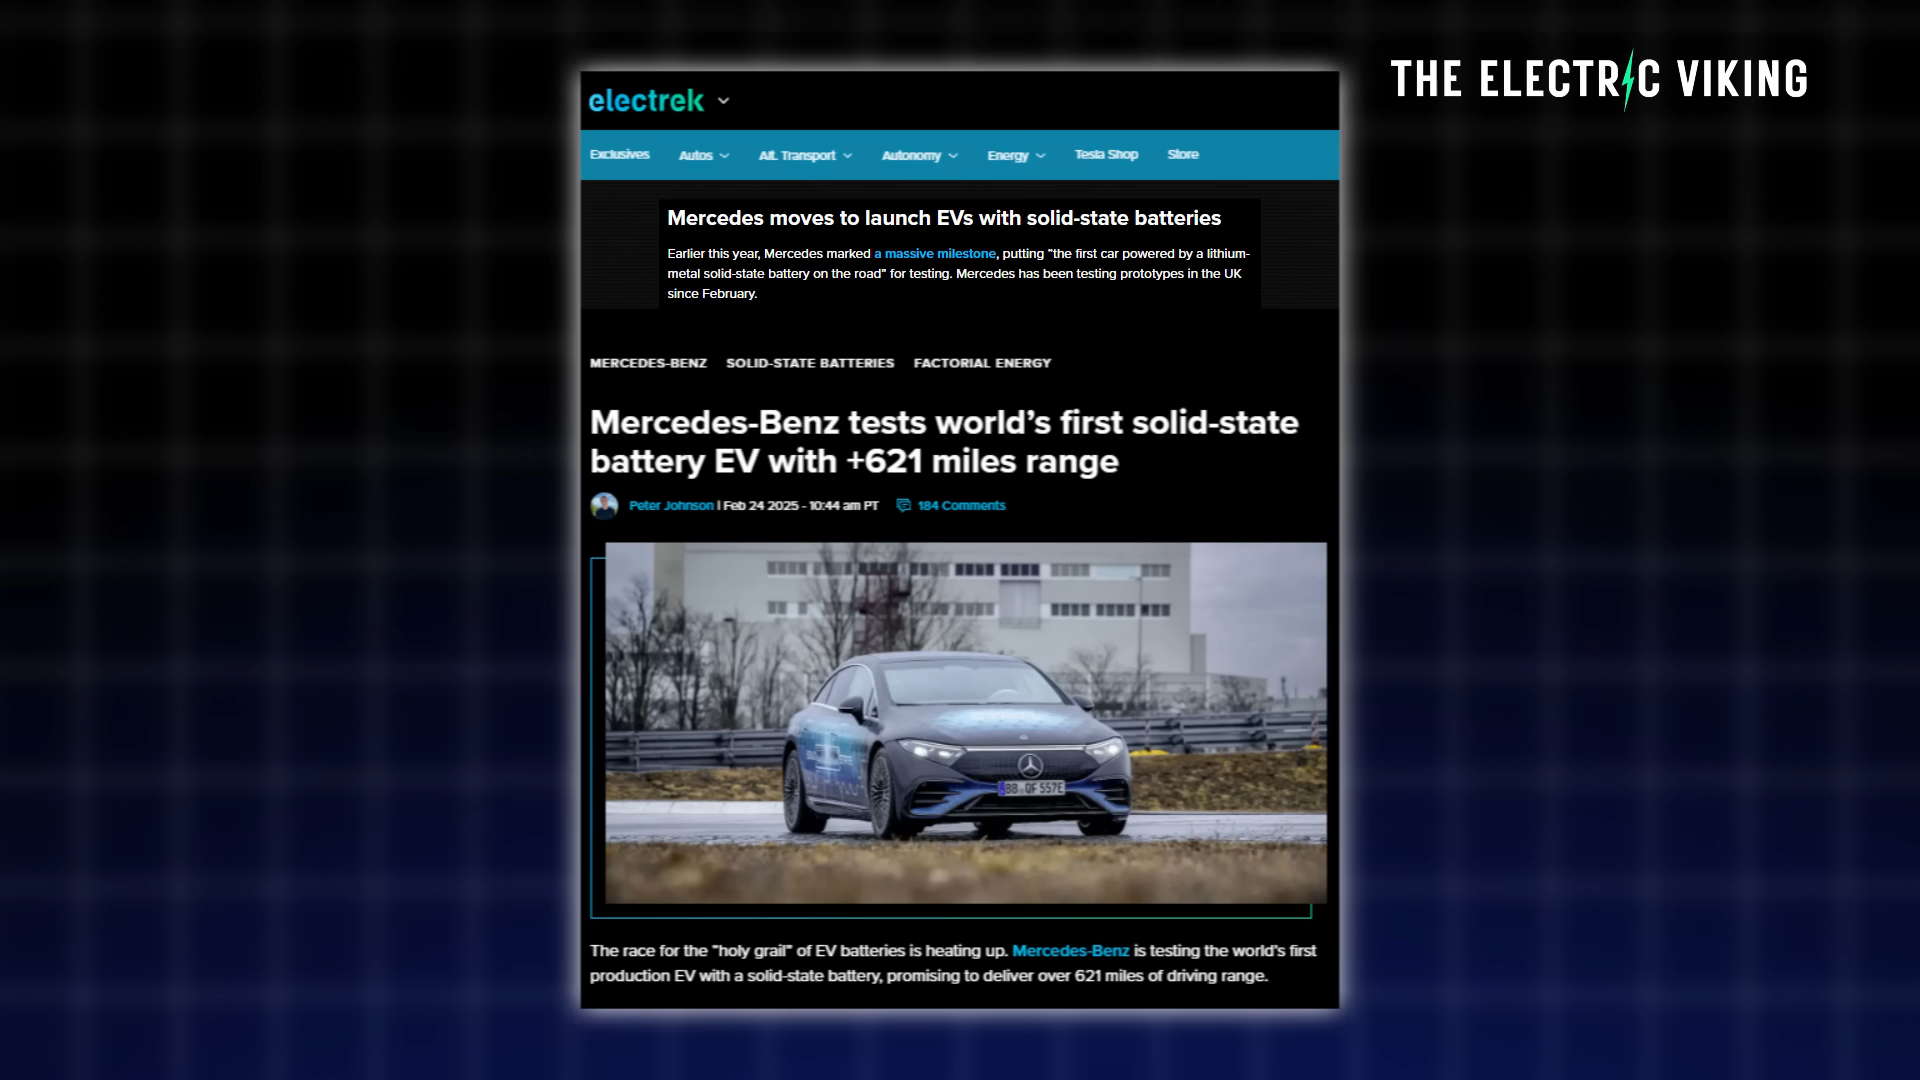 THE ELECTRIC VIKING
electrek
Exclusives Autos Alt. Transport Autonomy Energy Tesla Shop Store
Mercedes moves to launch EVs with solid-state batteries
Earlier this year, Mercedes marked a massive milestone, putting “the first car powered by a lithium-
metal solid-state battery on the road” for testing. Mercedes has been testing prototypes in the UK
since February.
MERCEDES-BENZ SOLID-STATE BATTERIES FACTORIAL ENERGY
Mercedes-Benz tests world’s first solid-state
battery EV with +621 miles range
Peter Johnson | Feb 24 2025 - 10:44 am PT 184 Comments
BB QF 557E
The race for the “holy grail” of EV batteries is heating up. Mercedes-Benz is testing the world’s first
production EV with a solid-state battery, promising to deliver over 621 miles of driving range.